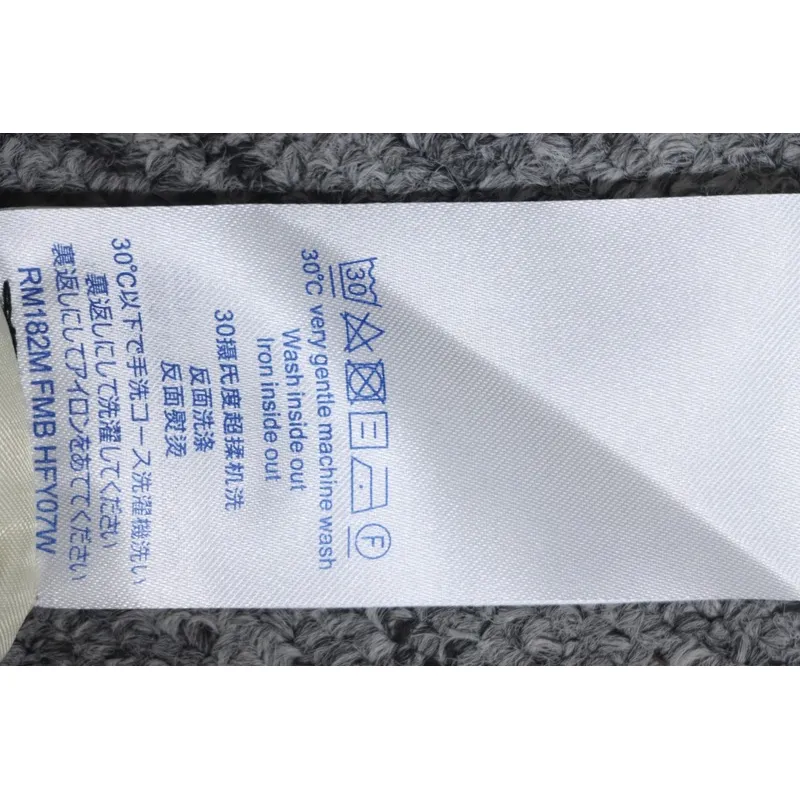 30
F
30°C very gentle machine wash
Wash inside out
Iron inside out
30摄氏度超揉机洗
反面洗涤
反面熨烫
30°C以下で手洗コース洗濯機洗い
裏返しにして洗濯してください
裏返しにしてアイロンをあててください
RM182M FMB HFY07W